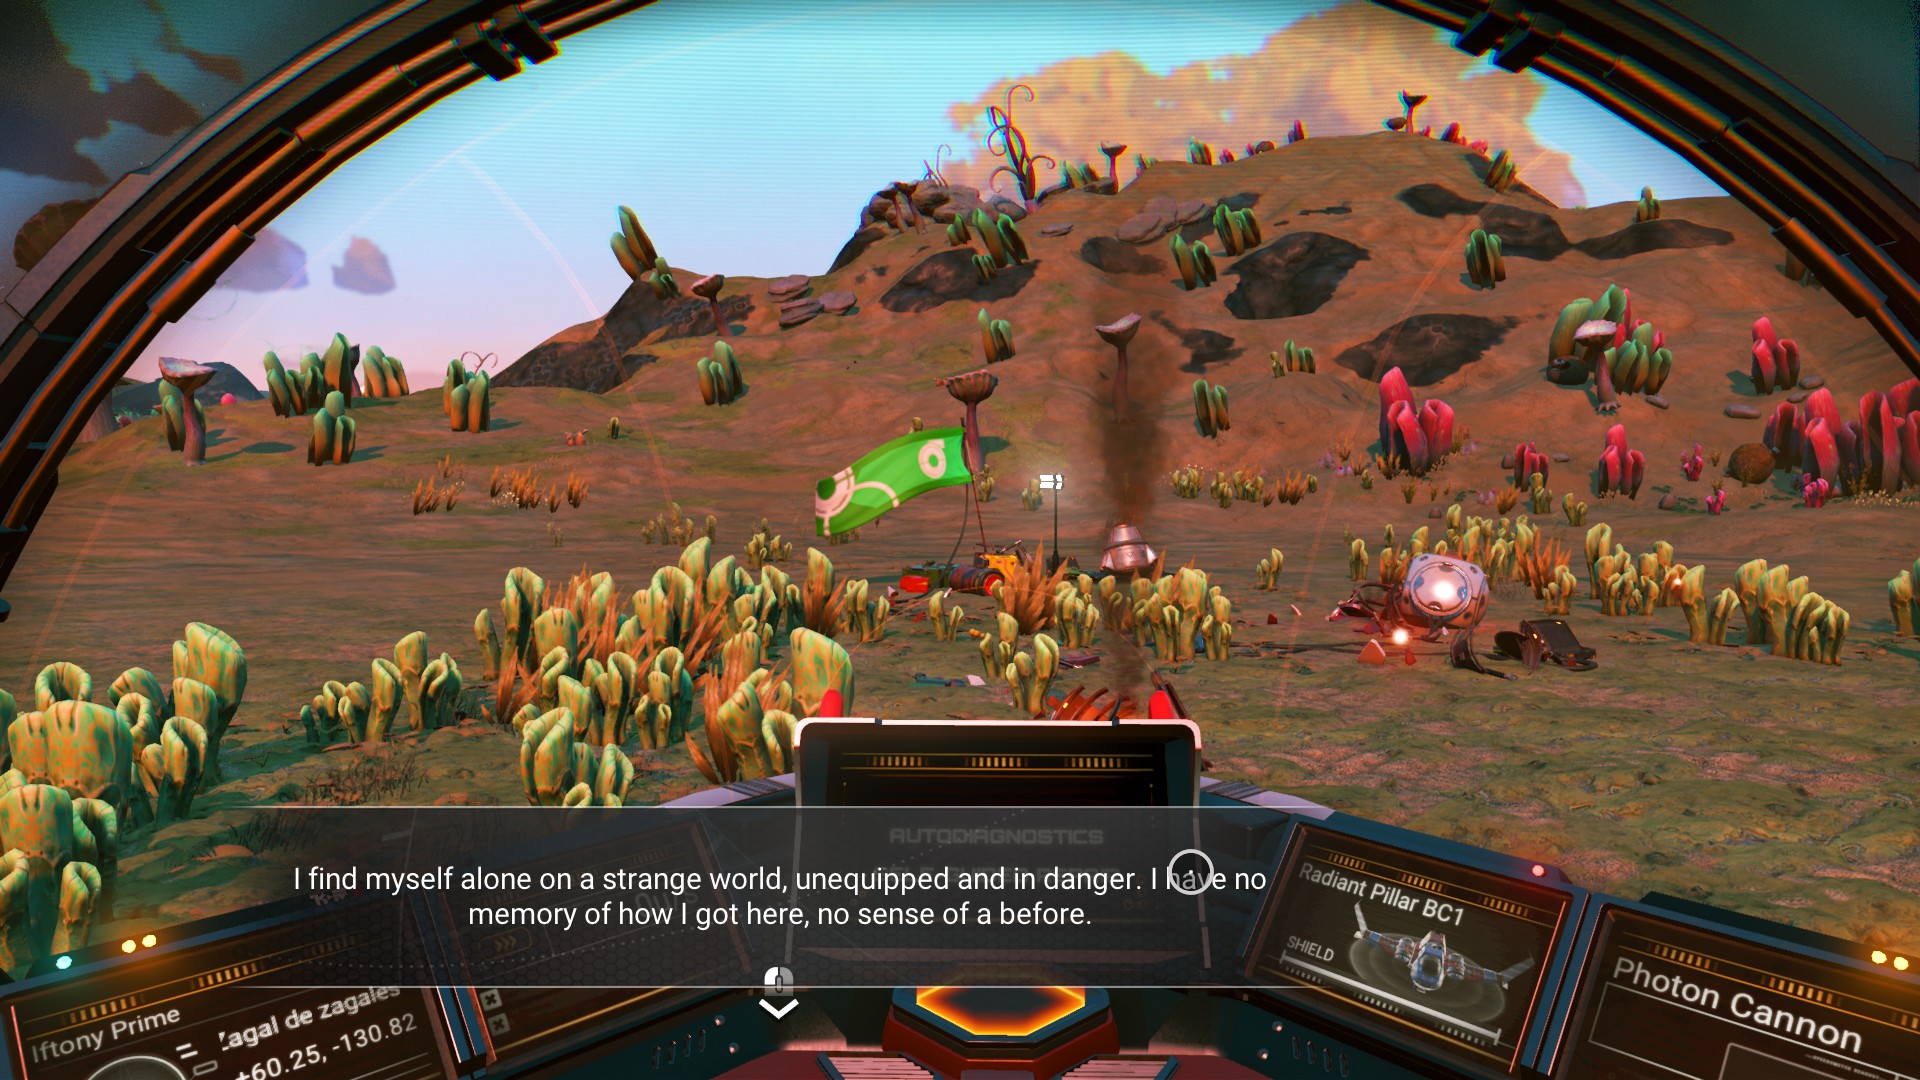 AUTODIAGNOSTICS
I find myself alone on a strange world, unequipped and in danger. I have no
memory of how I got here, no sense of a before.
Radiant Pillar BC1
SHIELD
Photon Cannon
Iftony Prime
Zagal de zagales
+60.25, -130.82